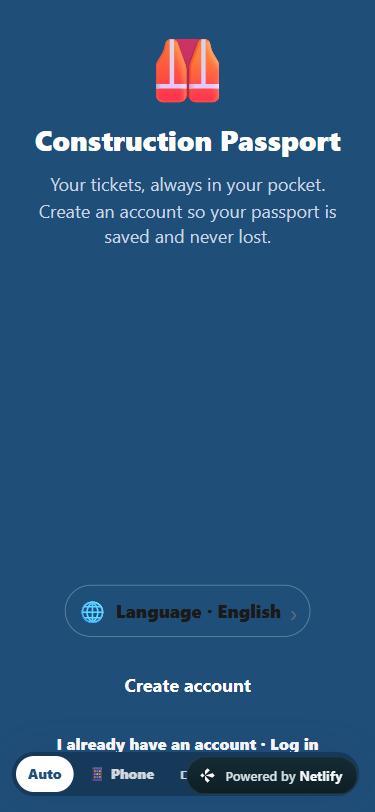 Construction Passport
Your tickets, always in your pocket.
Create an account so your passport is
saved and never lost.
Language · English ›
Create account
I already have an account · Log in
Auto
Phone
Powered by Netlify